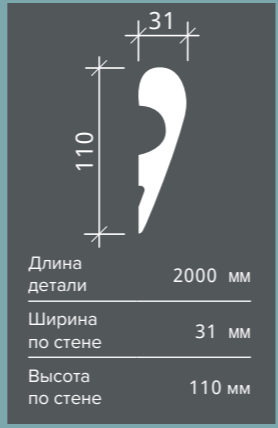 31
110
Длина
детали
2000 мм
Ширина
по стене
31 мм
Высота
по стене
110 мм